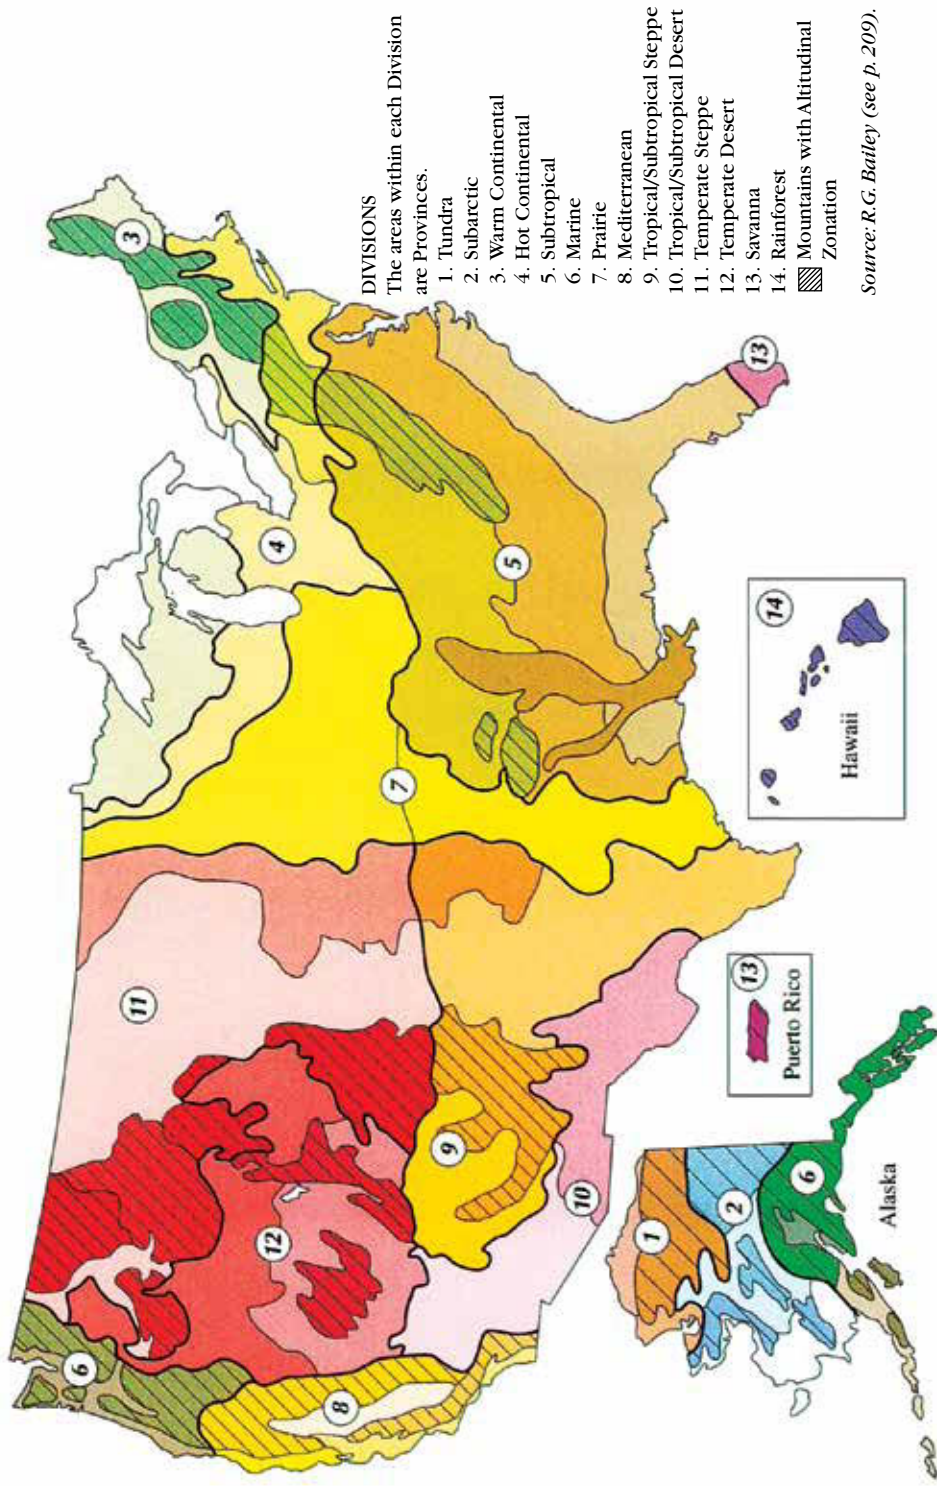 DIVISIONS
The areas within each Division
are Provinces.
1. Tundra
2. Subarctic
3. Warm Continental
4. Hot Continental
5. Subtropical
6. Marine
7. Prairie
8. Mediterranean
9. Tropical/Subtropical Steppe
10. Tropical/Subtropical Desert
11. Temperate Steppe
12. Temperate Desert
13. Savanna
14. Rainforest
Mountains with Altitudinal
Zonation
Source: R.G. Bailey (see p. 209).
6
11
3
12
4
7
8
9
5
10
13
1
2
6
Alaska
13
Puerto Rico
14
Hawaii